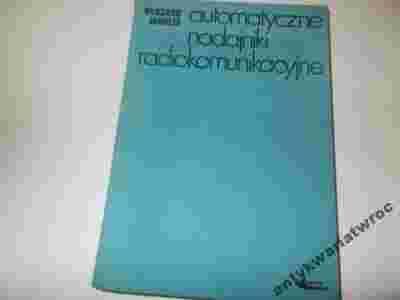 automatyczne
nadajniki
radiokomunikacyjne
antykwariatwroc